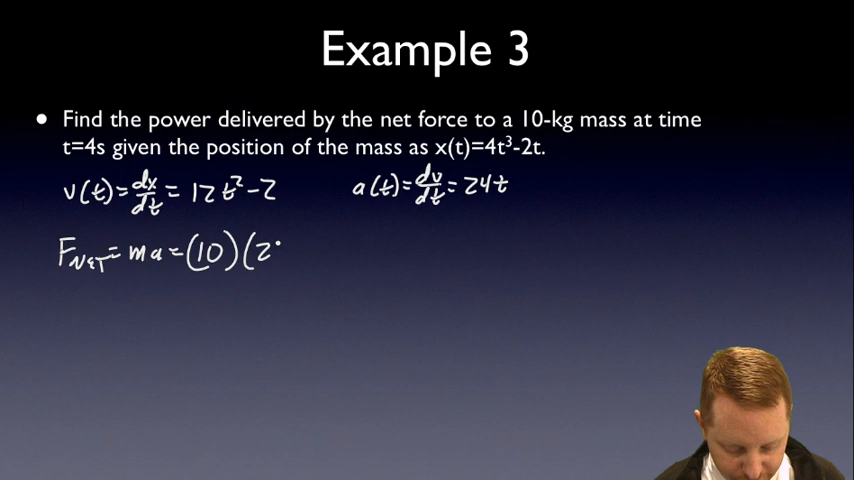 Example 3
• Find the power delivered by the net force to a 10-kg mass at time
t=4s given the position of the mass as x(t)=4t³-2t.
v(t)=dx/dt=12t²-2 a(t)=dv/dt=24t
F_NET=ma=(10)(2